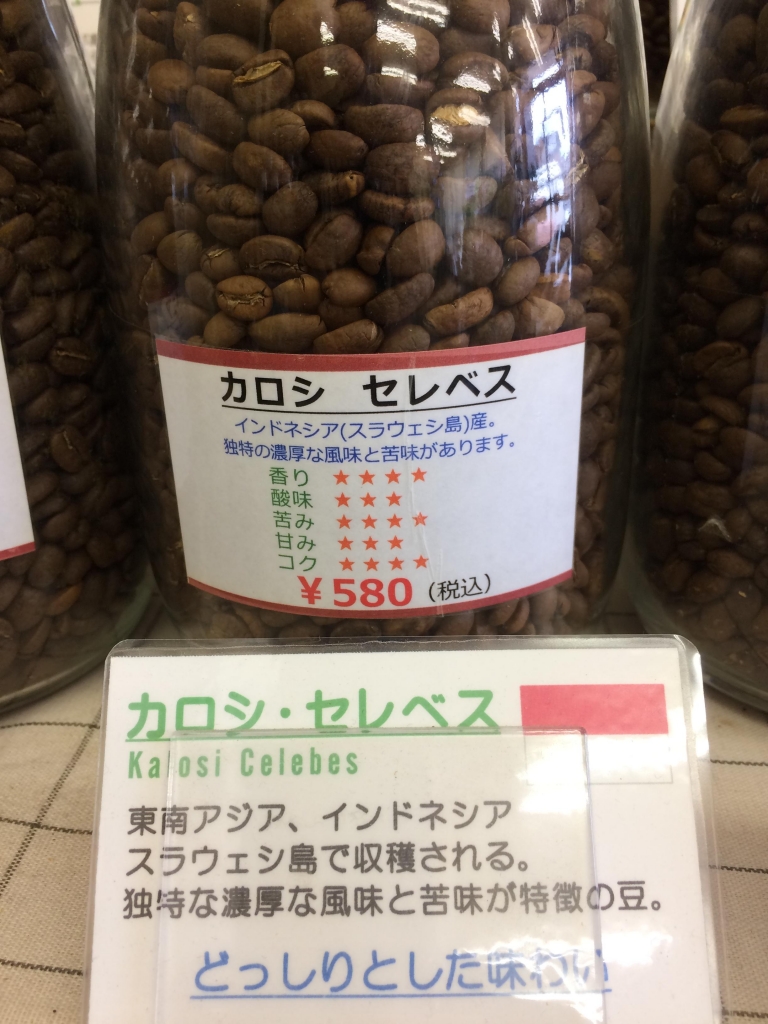 カロシ　セレベス
インドネシア(スラウェシ島)産。
独特の濃厚な風味と苦味があります。
香り ★★★★
酸味 ★★★
苦み ★★★★
甘み ★★★
コク ★★★★
￥580 (税込)
カロシ・セレベス
Kalosi Celebes
東南アジア、インドネシア
スラウェシ島で収穫される。
独特な濃厚な風味と苦味が特徴の豆。
どっしりとした味わい